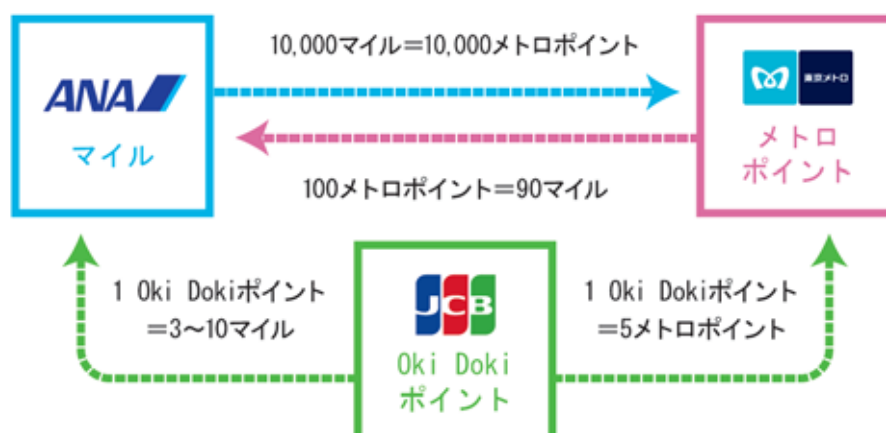 10,000マイル＝10,000メトロポイント
ANA
マイル
東京メトロ
メトロ
ポイント
100メトロポイント＝90マイル
1 Oki Dokiポイント
＝3〜10マイル
JCB
Oki Doki
ポイント
1 Oki Dokiポイント
＝5メトロポイント